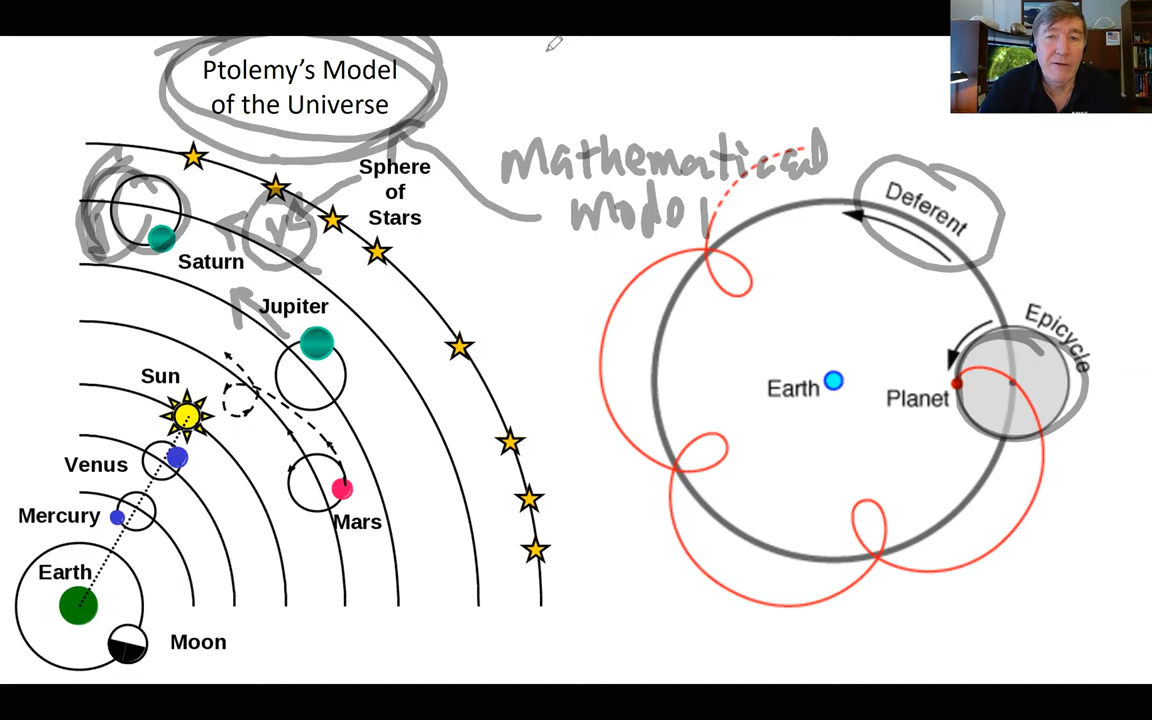 Ptolemy's Model
of the Universe
Sphere
of
Stars
Saturn
Jupiter
Sun
Venus
Mercury
Mars
Earth
Moon
Mathematical
Model
Deferent
Epicycle
Earth
Planet